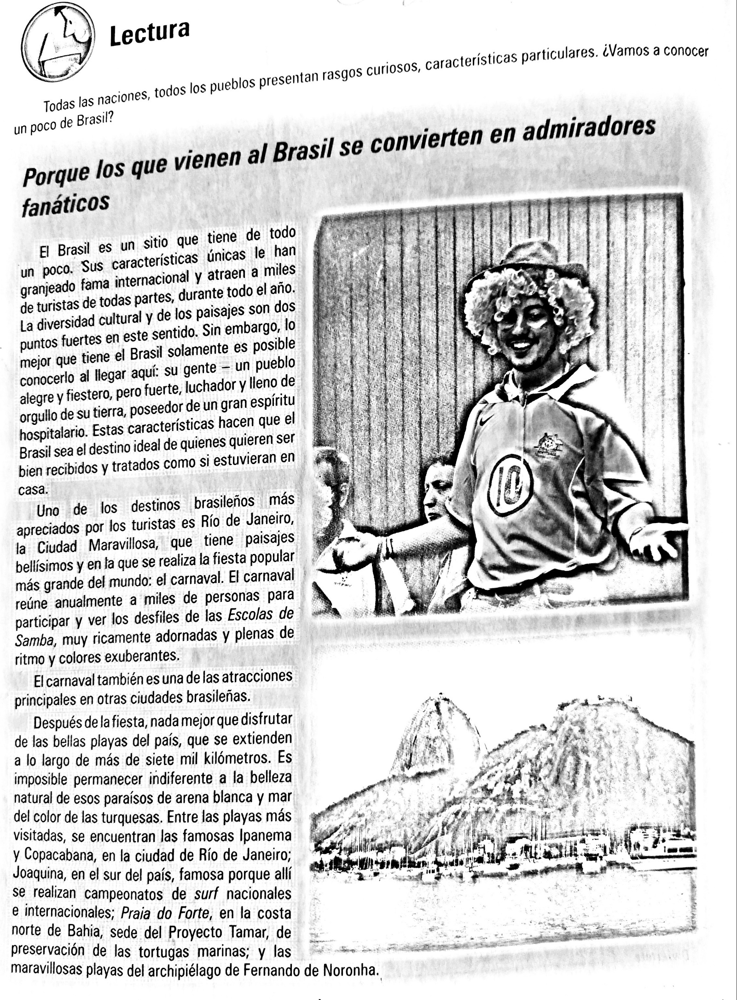 Lectura
Todas las naciones, todos los pueblos presentan rasgos curiosos, características particulares. ¿Vamos a conocer
un poco de Brasil?
Porque los que vienen al Brasil se convierten en admiradores
fanáticos
El Brasil es un sitio que tiene de todo
un poco. Sus características únicas le han
granjeado fama internacional y atraen a miles
de turistas de todas partes, durante todo el año.
La diversidad cultural y de los paisajes son dos
puntos fuertes en este sentido. Sin embargo, lo
mejor que tiene el Brasil solamente es posible
conocerlo al llegar aquí: su gente – un pueblo
alegre y fiestero, pero fuerte, luchador y lleno de
orgullo de su tierra, poseedor de un gran espíritu
hospitalario. Estas características hacen que el
Brasil sea el destino ideal de quienes quieren ser
bien recibidos y tratados como si estuvieran en
casa.
Uno de los destinos brasileños más
apreciados por los turistas es Río de Janeiro,
la Ciudad Maravillosa, que tiene paisajes
bellísimos y en la que se realiza la fiesta popular
más grande del mundo: el carnaval. El carnaval
reúne anualmente a miles de personas para
participar y ver los desfiles de las Escolas de
Samba, muy ricamente adornadas y plenas de
ritmo y colores exuberantes.
El carnaval también es una de las atracciones
principales en otras ciudades brasileñas.
Después de la fiesta, nada mejor que disfrutar
de las bellas playas del país, que se extienden
a lo largo de más de siete mil kilómetros. Es
imposible permanecer indiferente a la belleza
natural de esos paraísos de arena blanca y mar
del color de las turquesas. Entre las playas más
visitadas, se encuentran las famosas Ipanema
y Copacabana, en la ciudad de Río de Janeiro;
Joaquina, en el sur del país, famosa porque allí
se realizan campeonatos de surf nacionales
e internacionales; Praia do Forte, en la costa
norte de Bahia, sede del Proyecto Tamar, de
preservación de las tortugas marinas; y las
maravillosas playas del archipiélago de Fernando de Noronha.
FOOTBALL
10